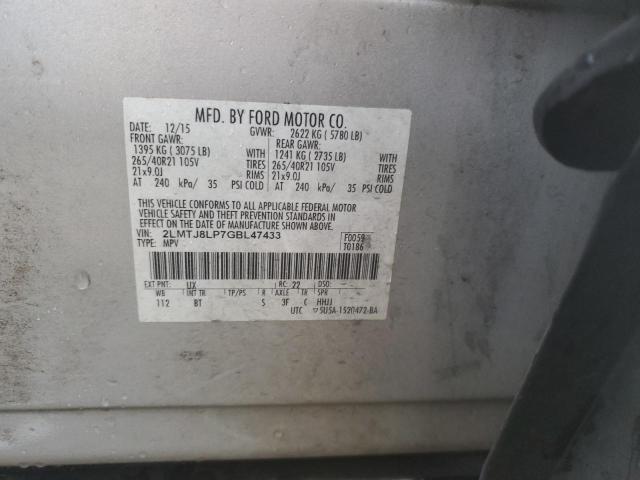 MFD. BY FORD MOTOR CO.
DATE: 12/15 GVWR: 2622 KG ( 5780 LB)
FRONT GAWR: REAR GAWR:
1395 KG ( 3075 LB) WITH 1241 KG ( 2735 LB) WITH
265/40R21 105V TIRES 265/40R21 105V TIRES
21x9.0J RIMS 21x9.0J RIMS
AT 240 kPa/ 35 PSI COLD AT 240 kPa/ 35 PSI COLD
THIS VEHICLE CONFORMS TO ALL APPLICABLE FEDERAL MOTOR
VEHICLE SAFETY AND THEFT PREVENTION STANDARDS IN
EFFECT ON THE DATE OF MANUFACTURE SHOWN ABOVE.
VIN: 2LMTJ8LP7GBL47433 F0059
TYPE: MPV T0186
EXT PNT: UX RC: 22 DSO:
WB INT TR TP/PS R AXLE TR SPR
112 BT S 3F C HHJJ
UTC 5U5A-1520472-BA